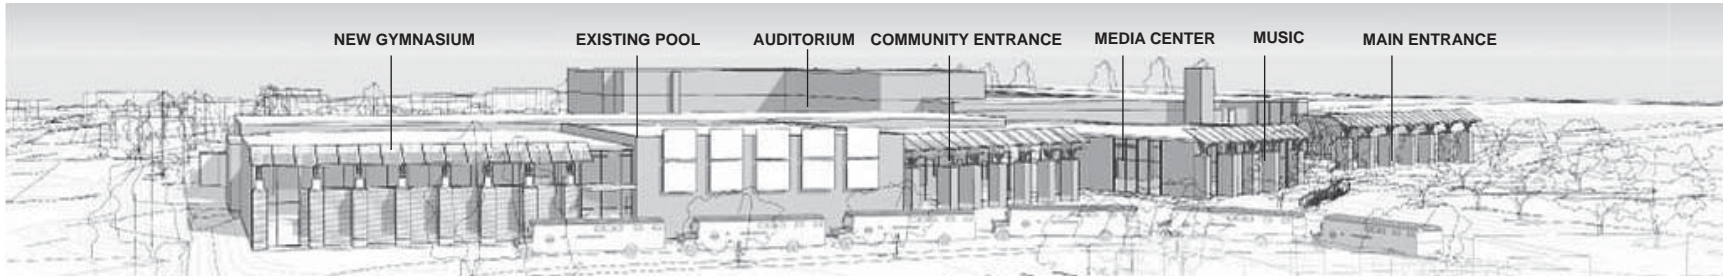 NEW GYMNASIUM
EXISTING POOL
AUDITORIUM
COMMUNITY ENTRANCE
MEDIA CENTER
MUSIC
MAIN ENTRANCE